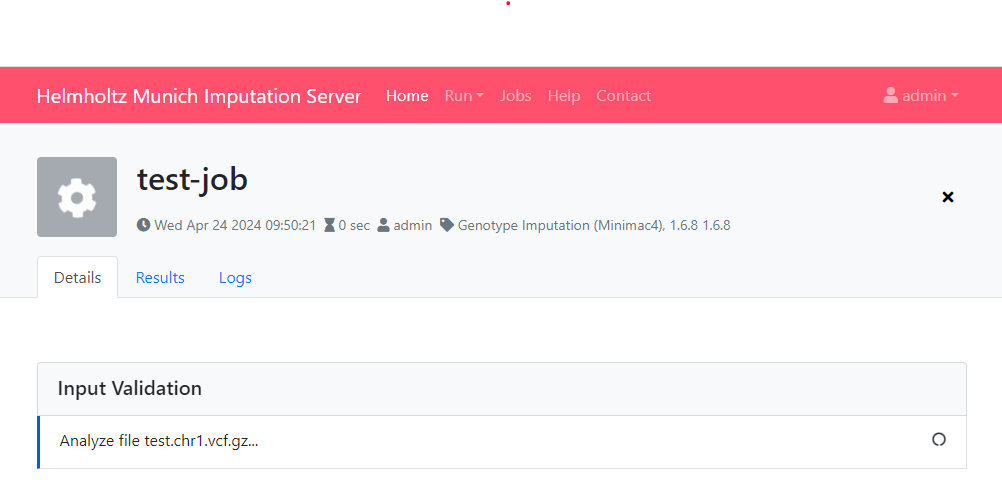 Helmholtz Munich Imputation Server Home Run Jobs Help Contact admin
test-job
Wed Apr 24 2024 09:50:21 0 sec admin Genotype Imputation (Minimac4), 1.6.8 1.6.8
Details Results Logs
Input Validation
Analyze file test.chr1.vcf.gz...